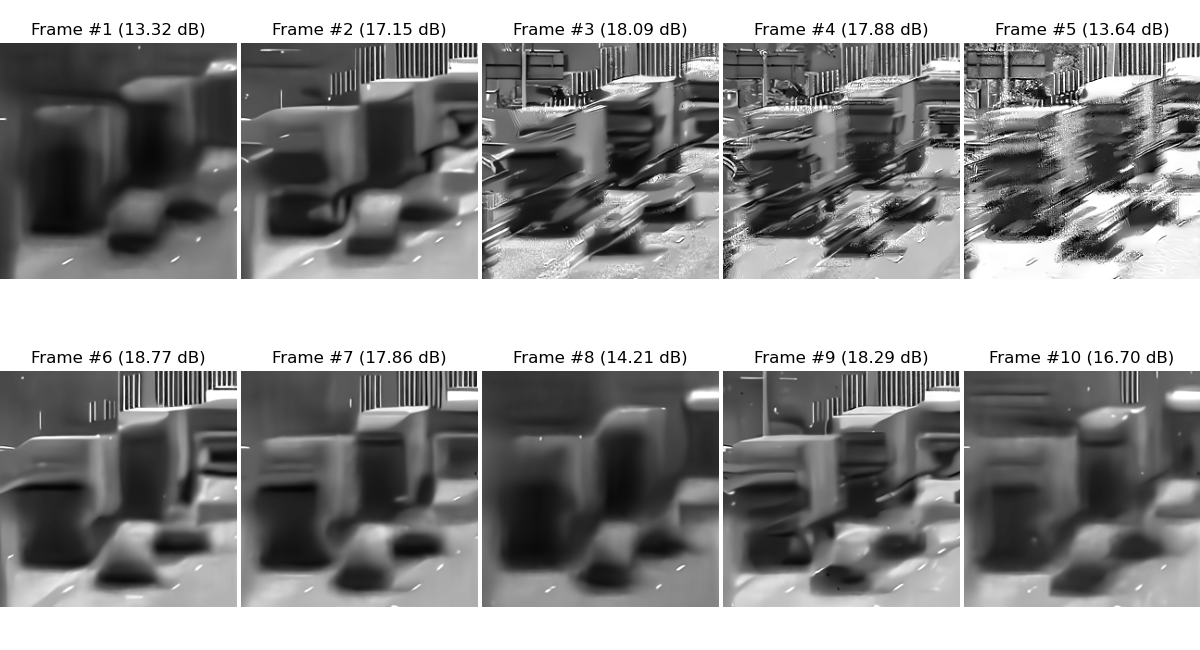 Frame #1 (13.32 dB)
Frame #2 (17.15 dB)
Frame #3 (18.09 dB)
Frame #4 (17.88 dB)
Frame #5 (13.64 dB)
Frame #6 (18.77 dB)
Frame #7 (17.86 dB)
Frame #8 (14.21 dB)
Frame #9 (18.29 dB)
Frame #10 (16.70 dB)